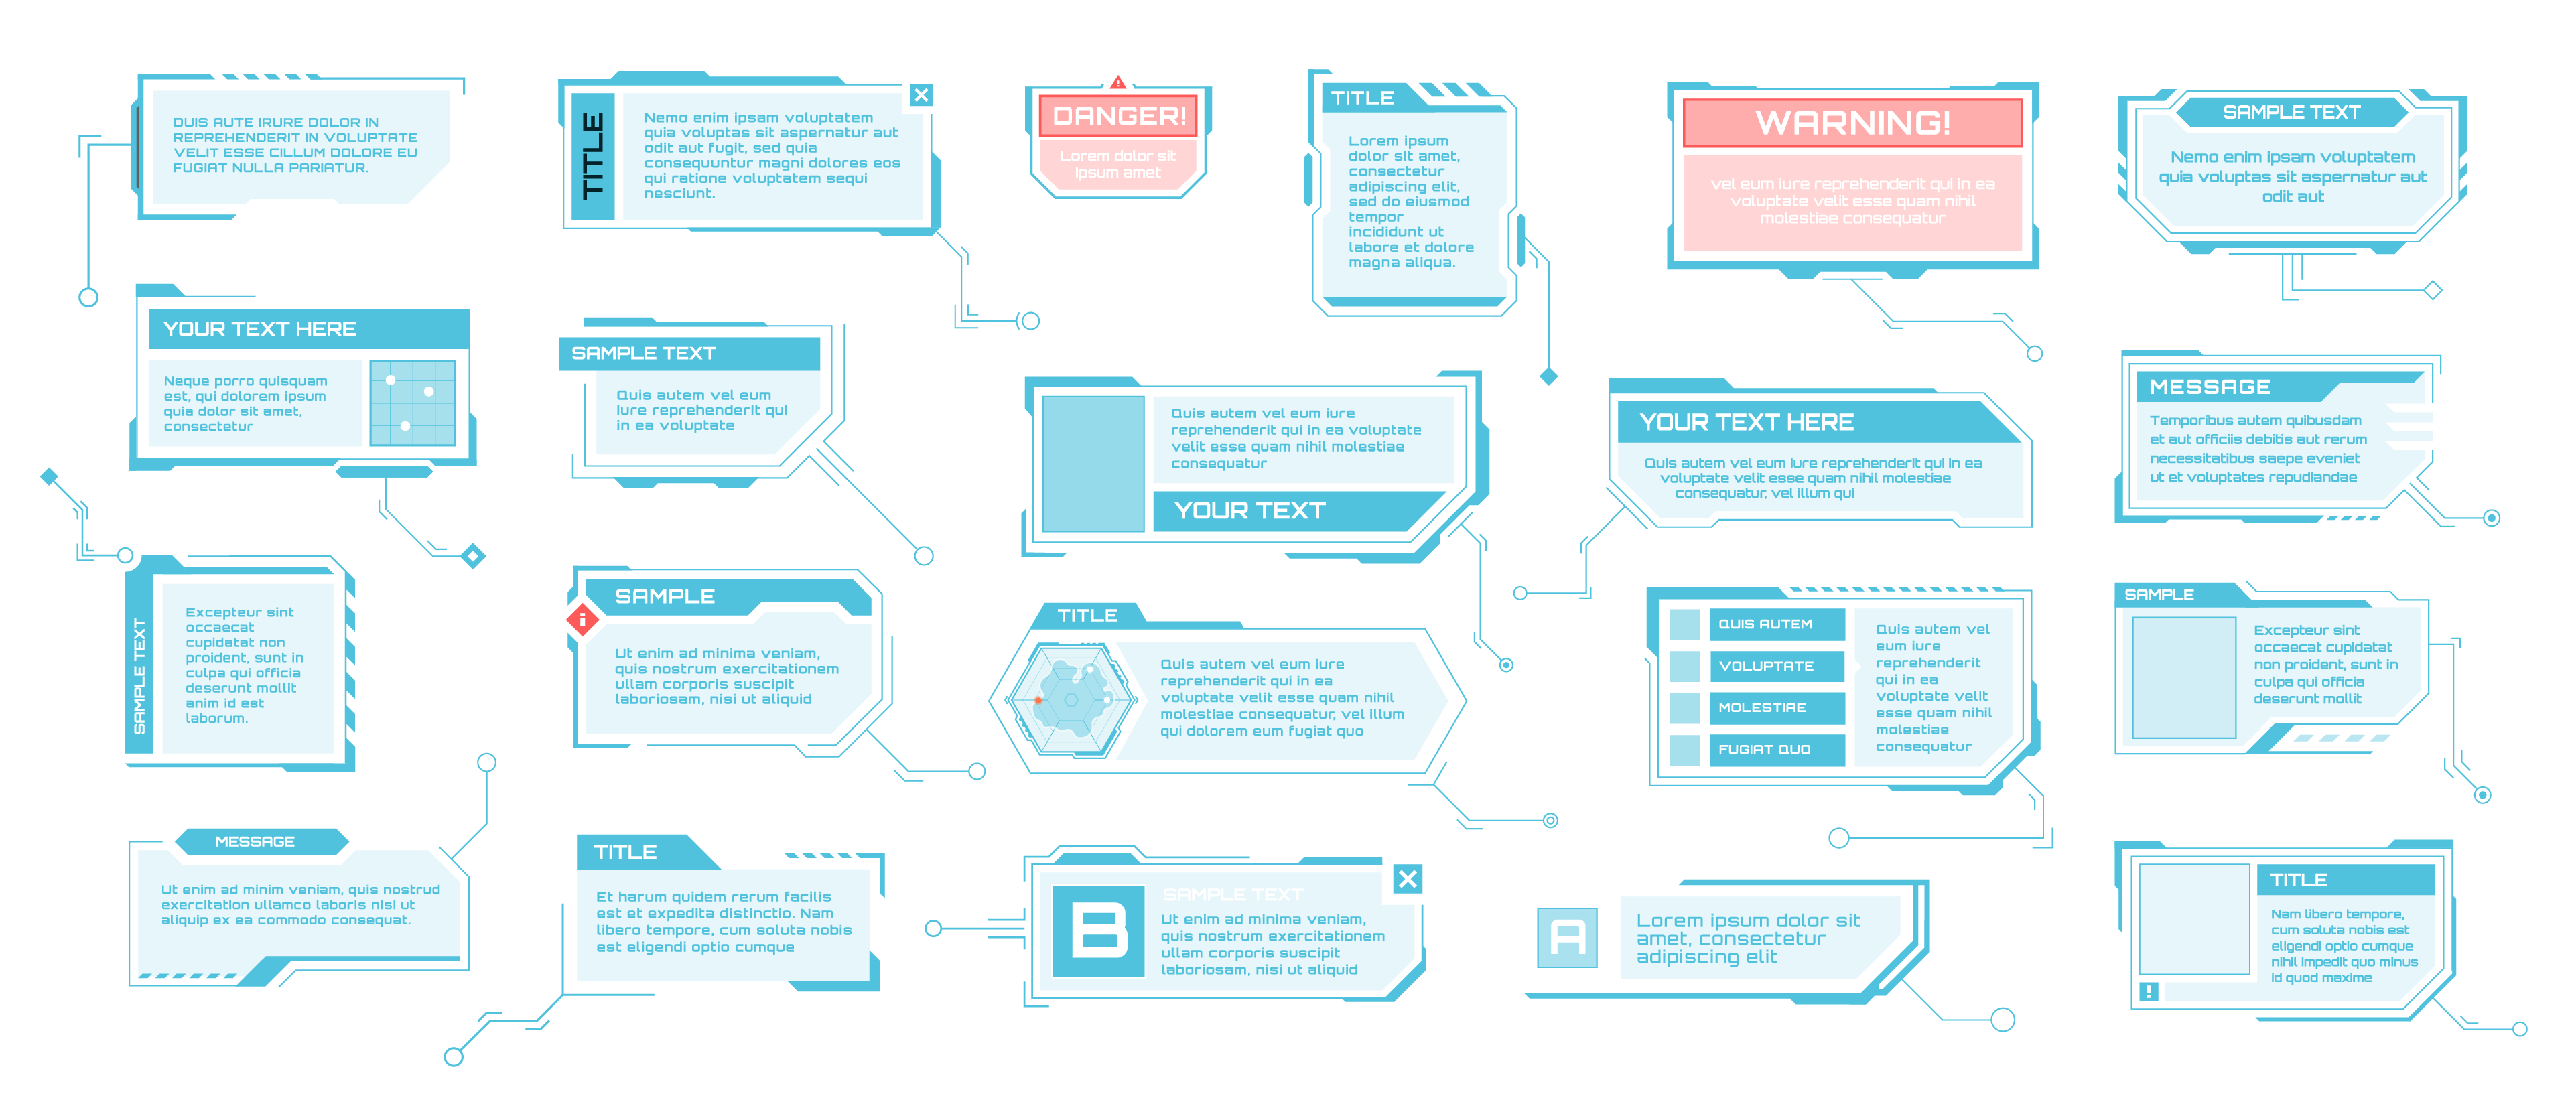 DUIS AUTE IRURE DOLOR IN
REPREHENDERIT IN VOLUPTATE
VELIT ESSE CILLUM DOLORE EU
FUGIAT NULLA PARIATUR.
TITLE
Nemo enim ipsam voluptatem
quia voluptas sit aspernatur aut
odit aut fugit, sed quia
consequuntur magni dolores eos
qui ratione voluptatem sequi
nesciunt.
DANGER!
Lorem dolor sit
ipsum amet
TITLE
Lorem ipsum
dolor sit amet,
consectetur
adipiscing elit,
sed do eiusmod
tempor
incididunt ut
labore et dolore
magna aliqua.
WARNING!
vel eum iure reprehenderit qui in ea
voluptate velit esse quam nihil
molestiae consequatur
SAMPLE TEXT
Nemo enim ipsam voluptatem
quia voluptas sit aspernatur aut
odit aut
YOUR TEXT HERE
Neque porro quisquam
est, qui dolorem ipsum
quia dolor sit amet,
consectetur
SAMPLE TEXT
Quis autem vel eum
iure reprehenderit qui
in ea voluptate
Quis autem vel eum iure
reprehenderit qui in ea voluptate
velit esse quam nihil molestiae
consequatur
YOUR TEXT
YOUR TEXT HERE
Quis autem vel eum iure reprehenderit qui in ea
voluptate velit esse quam nihil molestiae
consequatur, vel illum qui
MESSAGE
Temporibus autem quibusdam
et aut officiis debitis aut rerum
necessitatibus saepe eveniet
ut et voluptates repudiandae
SAMPLE TEXT
Excepteur sint
occaecat
cupidatat non
proident, sunt in
culpa qui officia
deserunt mollit
anim id est
laborum.
i
SAMPLE
Ut enim ad minima veniam,
quis nostrum exercitationem
ullam corporis suscipit
laboriosam, nisi ut aliquid
TITLE
Quis autem vel eum iure
reprehenderit qui in ea
voluptate velit esse quam nihil
molestiae consequatur, vel illum
qui dolorem eum fugiat quo
QUIS AUTEM
VOLUPTATE
MOLESTIAE
FUGIAT QUO
Quis autem vel
eum iure
reprehenderit
qui in ea
voluptate velit
esse quam nihil
molestiae
consequatur
SAMPLE
Excepteur sint
occaecat cupidatat
non proident, sunt in
culpa qui officia
deserunt mollit
MESSAGE
Ut enim ad minim veniam, quis nostrud
exercitation ullamco laboris nisi ut
aliquip ex ea commodo consequat.
TITLE
Et harum quidem rerum facilis
est et expedita distinctio. Nam
libero tempore, cum soluta nobis
est eligendi optio cumque
B
SAMPLE TEXT
Ut enim ad minima veniam,
quis nostrum exercitationem
ullam corporis suscipit
laboriosam, nisi ut aliquid
A
Lorem ipsum dolor sit
amet, consectetur
adipiscing elit
TITLE
Nam libero tempore,
cum soluta nobis est
eligendi optio cumque
nihil impedit quo minus
id quod maxime
!